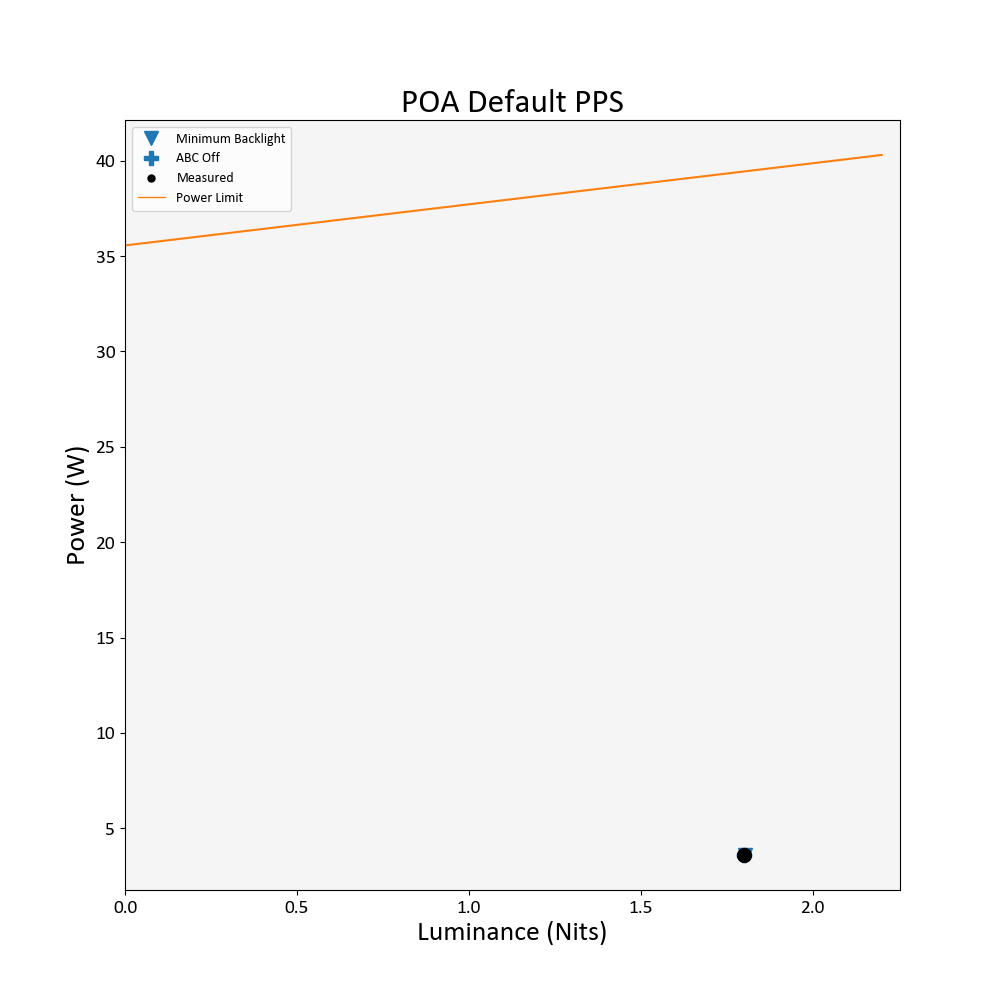 POA Default PPS
Minimum Backlight
ABC Off
Measured
Power Limit
40
35
30
25
20
15
10
5
Power (W)
0.0 0.5 1.0 1.5 2.0
Luminance (Nits)